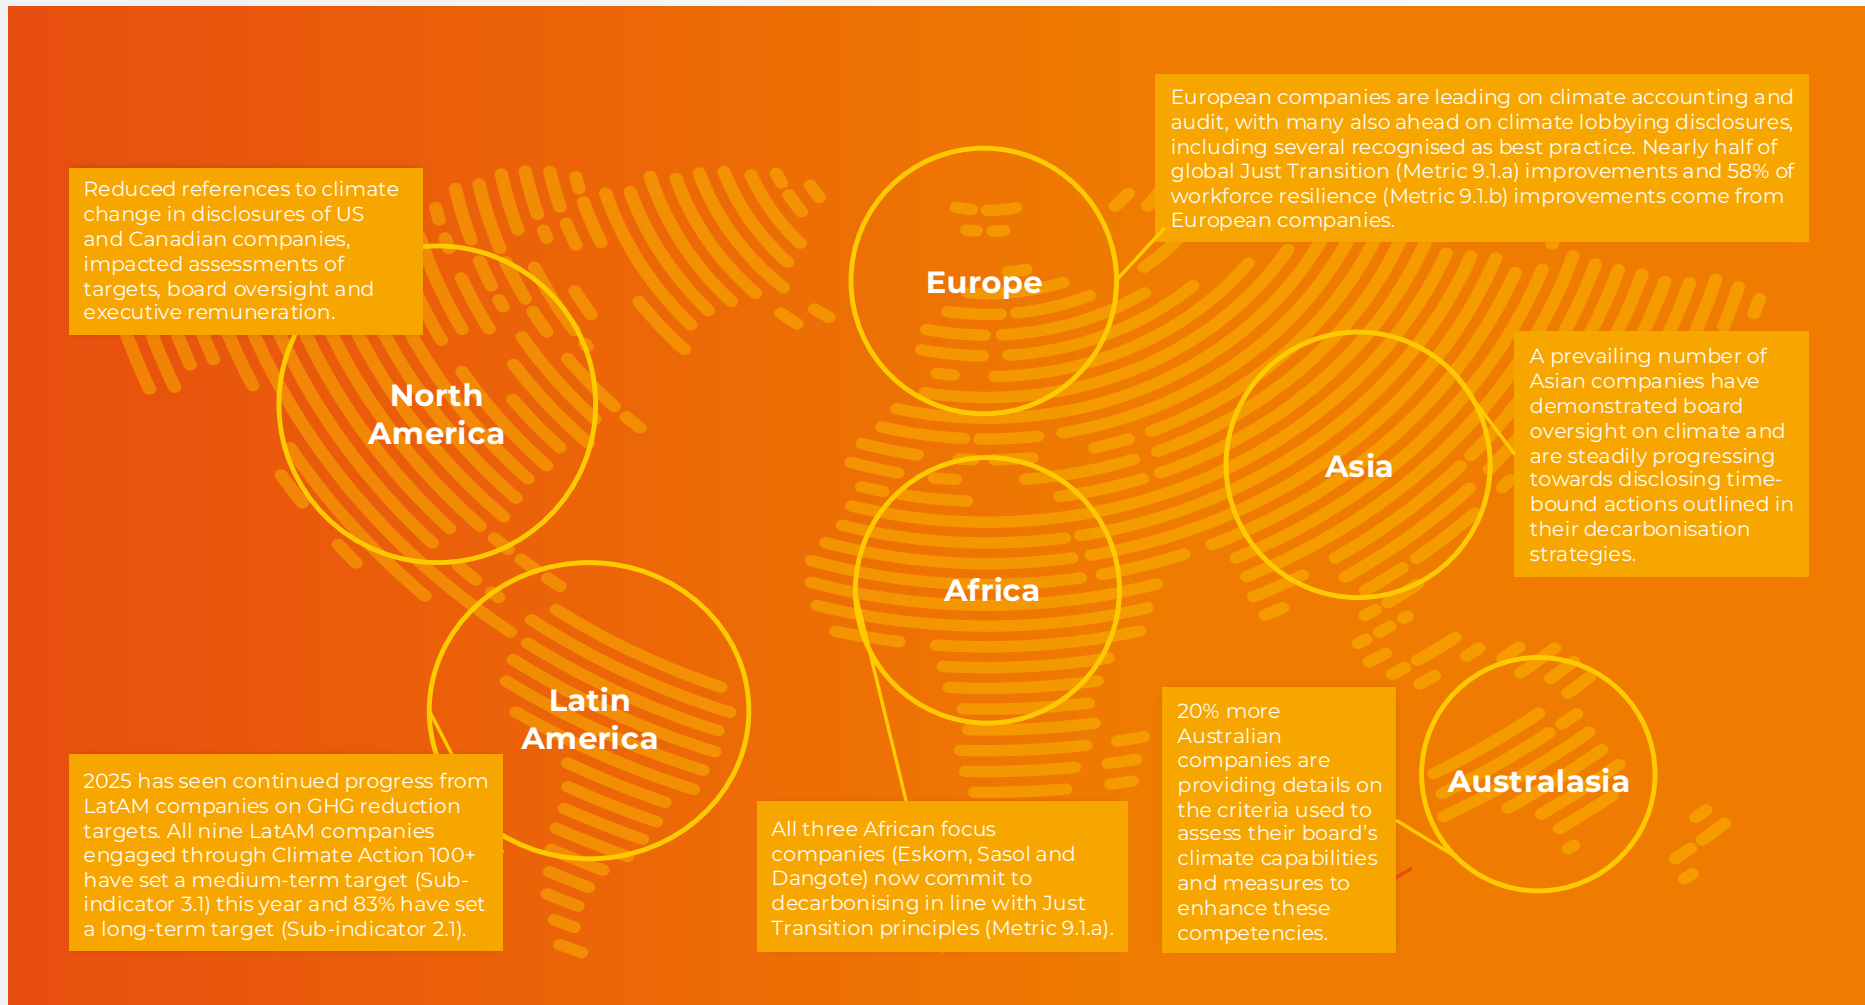 European companies are leading on climate accounting and
audit, with many also ahead on climate lobbying disclosures,
including several recognised as best practice. Nearly half of
global Just Transition (Metric 9.1.a) improvements and 58% of
workforce resilience (Metric 9.1.b) improvements come from
European companies.
Reduced references to climate
change in disclosures of US
and Canadian companies,
impacted assessments of
targets, board oversight and
executive remuneration.
Europe
North
America
A prevailing number of
Asian companies have
demonstrated board
oversight on climate and
are steadily progressing
towards disclosing time-
bound actions outlined in
their decarbonisation
strategies.
Asia
Africa
Latin
America
20% more
Australian
companies are
providing details on
the criteria used to
assess their board's
climate capabilities
and measures to
enhance these
competencies.
Australasia
2025 has seen continued progress from
LatAM companies on GHG reduction
targets. All nine LatAM companies
engaged through Climate Action 100+
have set a medium-term target (Sub-
indicator 3.1) this year and 83% have set
a long-term target (Sub-indicator 2.1).
All three African focus
companies (Eskom, Sasol and
Dangote) now commit to
decarbonising in line with Just
Transition principles (Metric 9.1.a).